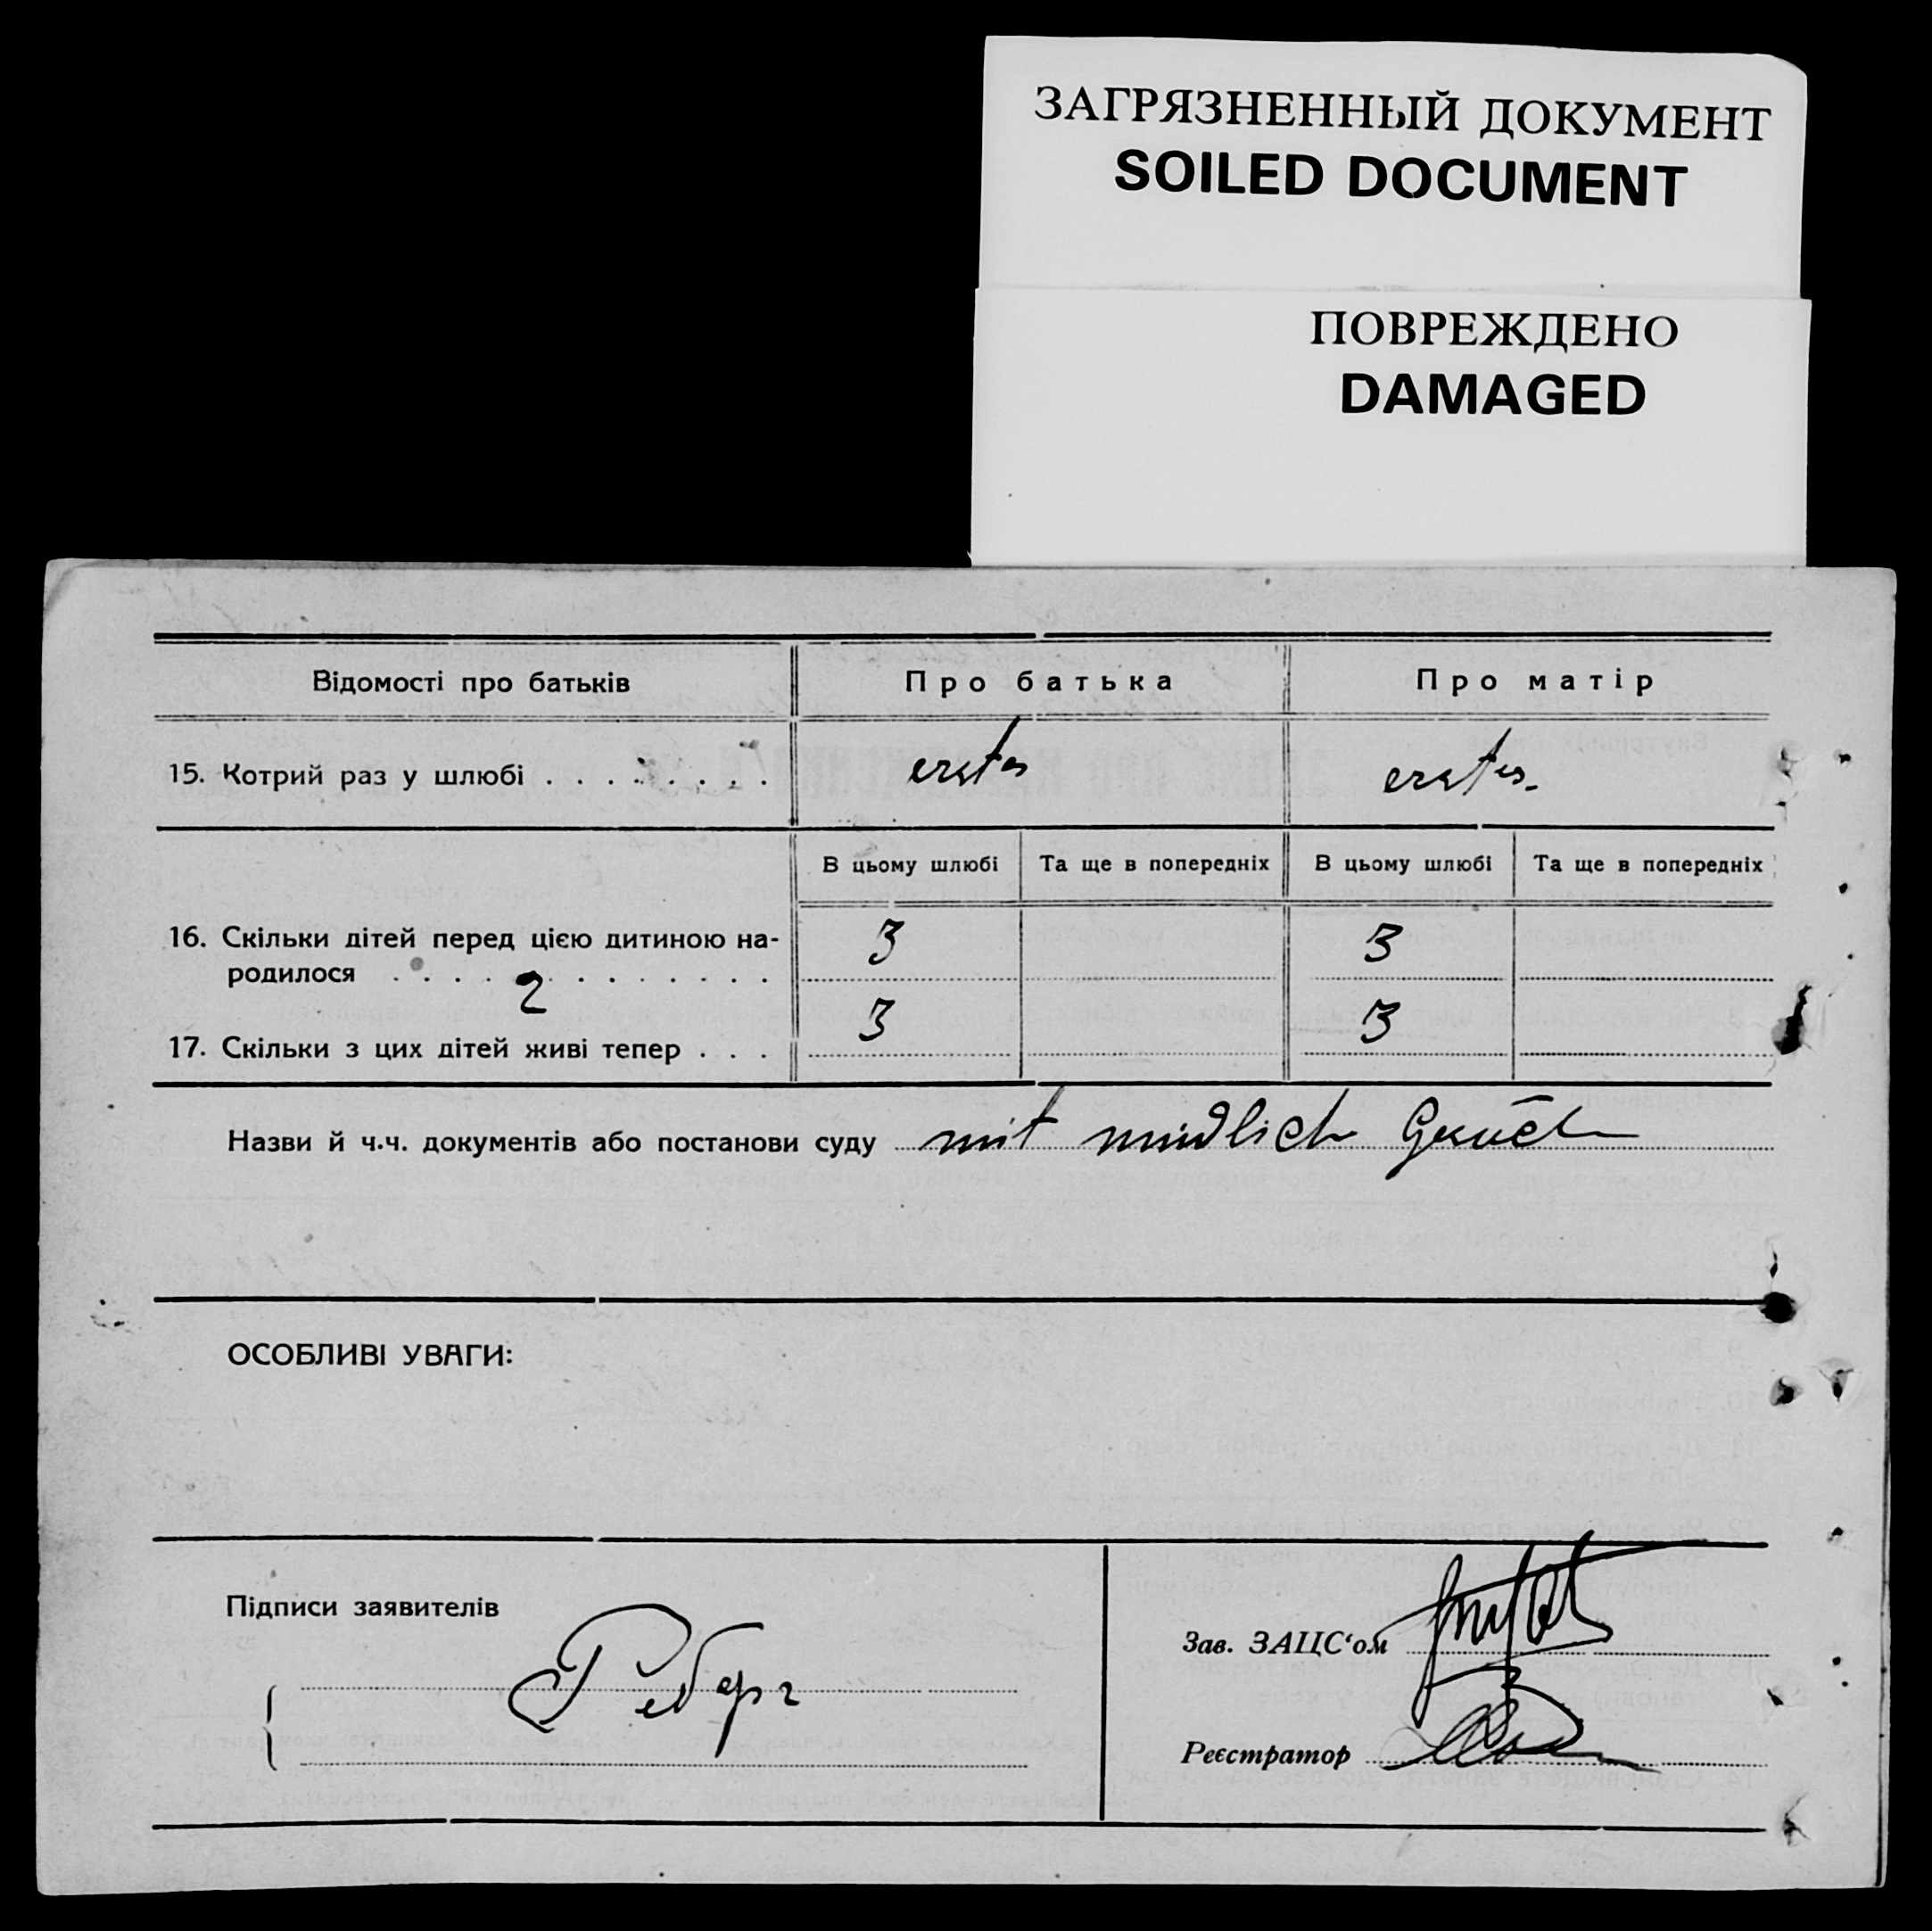 ЗАГРЯЗНЕННЫЙ ДОКУМЕНТ
SOILED DOCUMENT
ПОВРЕЖДЕНО
DAMAGED
Відомості про батьків Про батька Про матір
15. Котрий раз у шлюбі . . . . . . . . erstes erstes.
В цьому шлюбі Та ще в попередніх В цьому шлюбі Та ще в попередніх
16. Скільки дітей перед цією дитиною на- 3 3
родилося . . . . . . . . . . . . .
2
17. Скільки з цих дітей живі тепер . . . 3 3
Назви й ч.ч. документів або постанови суду mit mündlich Gesuch
ОСОБЛИВІ УВАГИ:
Підписи заявителів
Зав. ЗАЦС‘ом
Реберг
Реєстратор